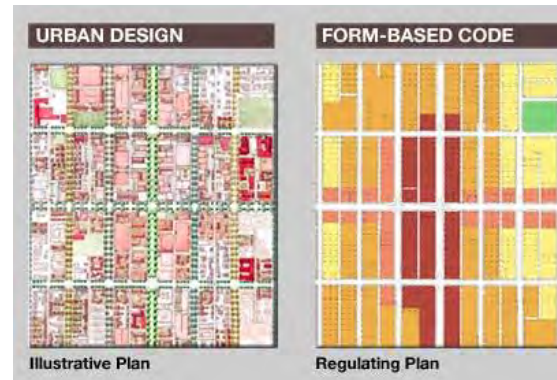 URBAN DESIGN
FORM-BASED CODE
Illustrative Plan
Regulating Plan